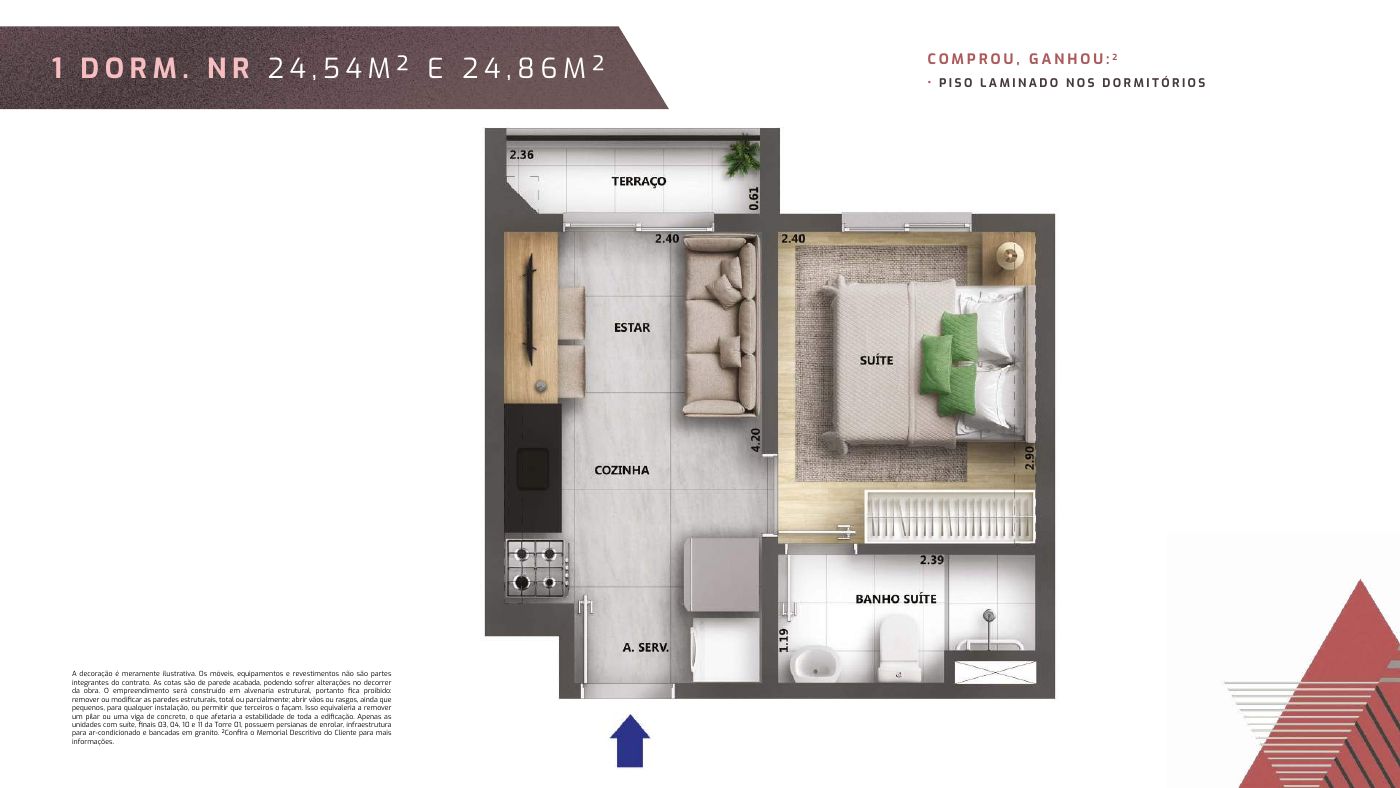 1 DORM. NR 24,54M² E 24,86M²
COMPROU, GANHOU:²
• PISO LAMINADO NOS DORMITÓRIOS
2.36
TERRAÇO
0.61
2.40
2.40
ESTAR
SUÍTE
4.20
2.90
COZINHA
2.39
BANHO SUÍTE
1.19
A. SERV.
A decoração é meramente ilustrativa. Os móveis, equipamentos e revestimentos não são partes
integrantes do contrato. As cotas são de parede acabada, podendo sofrer alterações no decorrer
da obra. O empreendimento será construído em alvenaria estrutural, portanto fica proibido:
remover ou modificar as paredes estruturais, total ou parcialmente; abrir vãos ou rasgos, ainda que
pequenos, para qualquer instalação, ou permitir que terceiros o façam. Isso equivaleria a remover
um pilar ou uma viga de concreto, o que afetaria a estabilidade de toda a edificação. Apenas as
unidades com suíte, finais 03, 04, 10 e 11 da Torre 01, possuem persianas de enrolar, infraestrutura
para ar-condicionado e bancadas em granito. ²Confira o Memorial Descritivo do Cliente para mais
informações.